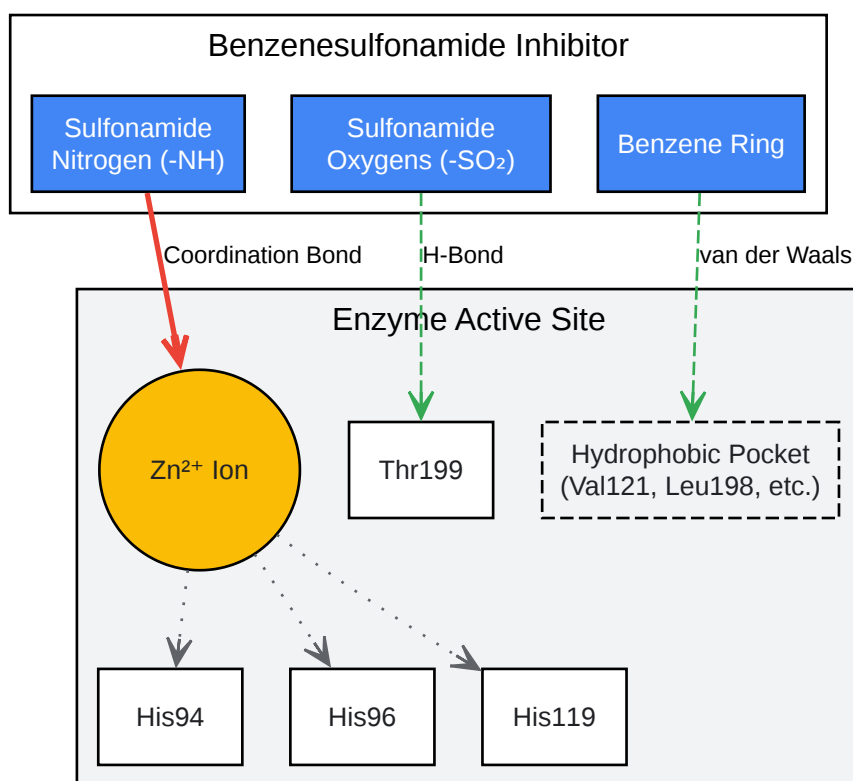 Benzenesulfonamide Inhibitor
Sulfonamide
Nitrogen (-NH)
Sulfonamide
Oxygens (-SO₂)
Benzene Ring
Coordination Bond
H-Bond
van der Waals
Enzyme Active Site
Zn²⁺ Ion
Thr199
Hydrophobic Pocket
(Val121, Leu198, etc.)
His94
His96
His119